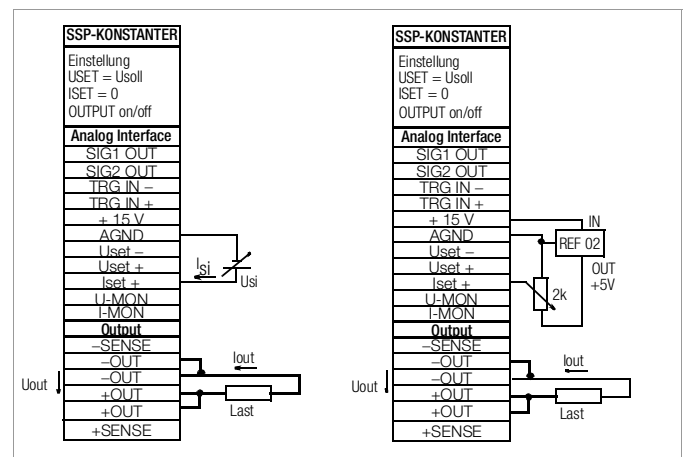 SSP-KONSTANTER
Einstellung
USET = Usoll
ISET = 0
OUTPUT on/off
Analog Interface
SIG1 OUT
SIG2 OUT
TRG IN –
TRG IN +
+ 15 V
AGND
Uset –
Uset +
Iset +
U-MON
I-MON
Output
–SENSE
–OUT
–OUT
+OUT
+OUT
+SENSE
Isi
Usi
Iout
Uout
Last
SSP-KONSTANTER
Einstellung
USET = Usoll
ISET = 0
OUTPUT on/off
Analog Interface
SIG1 OUT
SIG2 OUT
TRG IN –
TRG IN +
+ 15 V
AGND
Uset –
Uset +
Iset +
U-MON
I-MON
Output
–SENSE
–OUT
–OUT
+OUT
+OUT
+SENSE
IN
REF 02
OUT
+5V
2k
Iout
Uout
Last